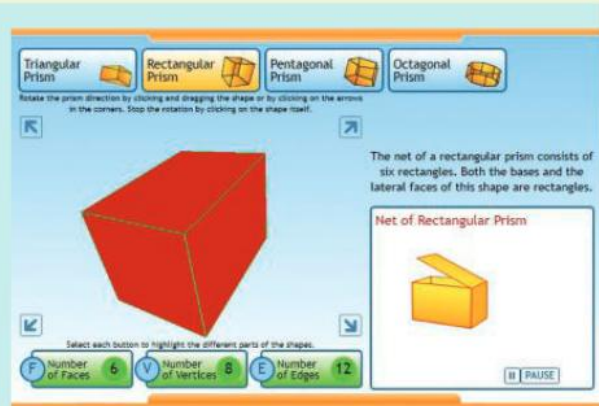 Triangular
Prism
Rectangular
Prism
Pentagonal
Prism
Octagonal
Prism
Rotate the prism direction by clicking and dragging the shape or by clicking on the arrows
in the corners. Stop the rotation by clicking on the shape itself.
The net of a rectangular prism consists of
six rectangles. Both the bases and the
lateral faces of this shape are rectangles.
Net of Rectangular Prism
PAUSE
Select each button to highlight the different parts of the shapes.
F Number
of Faces 6
V Number
of Vertices 8
E Number
of Edges 12